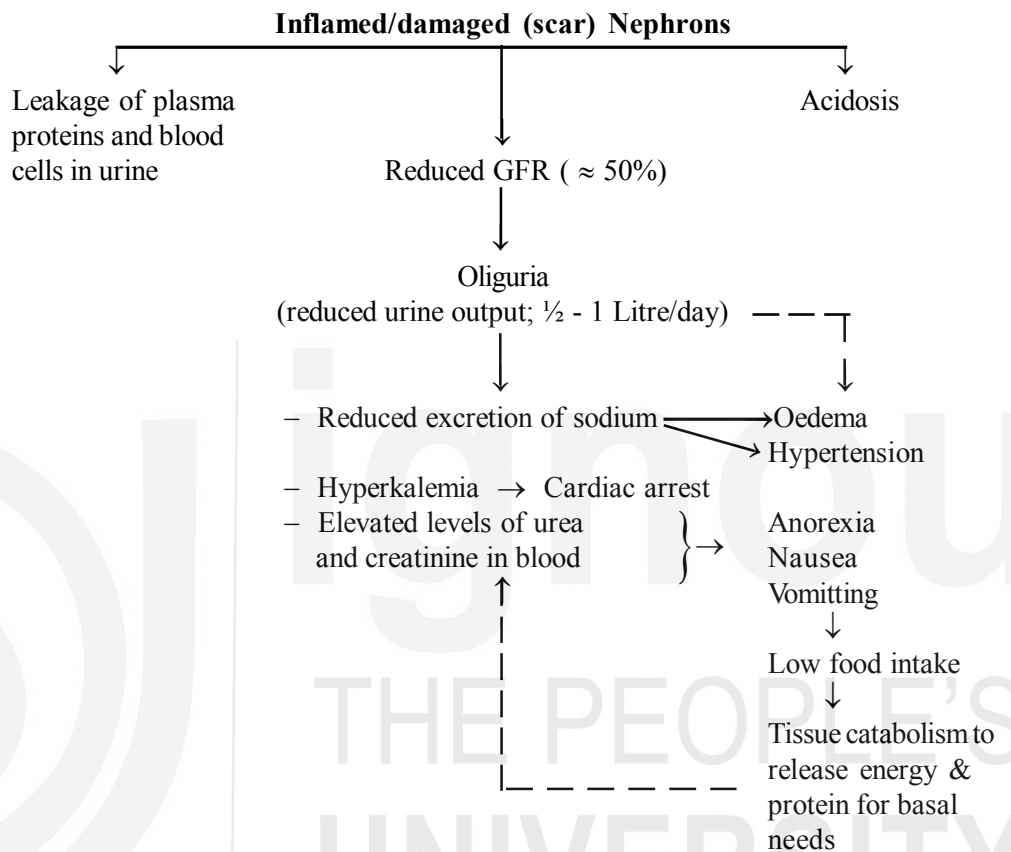 Inflamed/damaged (scar) Nephrons
Leakage of plasma
proteins and blood
cells in urine
Acidosis
Reduced GFR ( ≈ 50%)
Oliguria
(reduced urine output; ½ - 1 Litre/day)
– Reduced excretion of sodium
Oedema
Hypertension
– Hyperkalemia → Cardiac arrest
– Elevated levels of urea
and creatinine in blood
Anorexia
Nausea
Vomitting
Low food intake
Tissue catabolism to
release energy &
protein for basal
needs
ignou
THE PEOPLE'S
UNIVERSITY